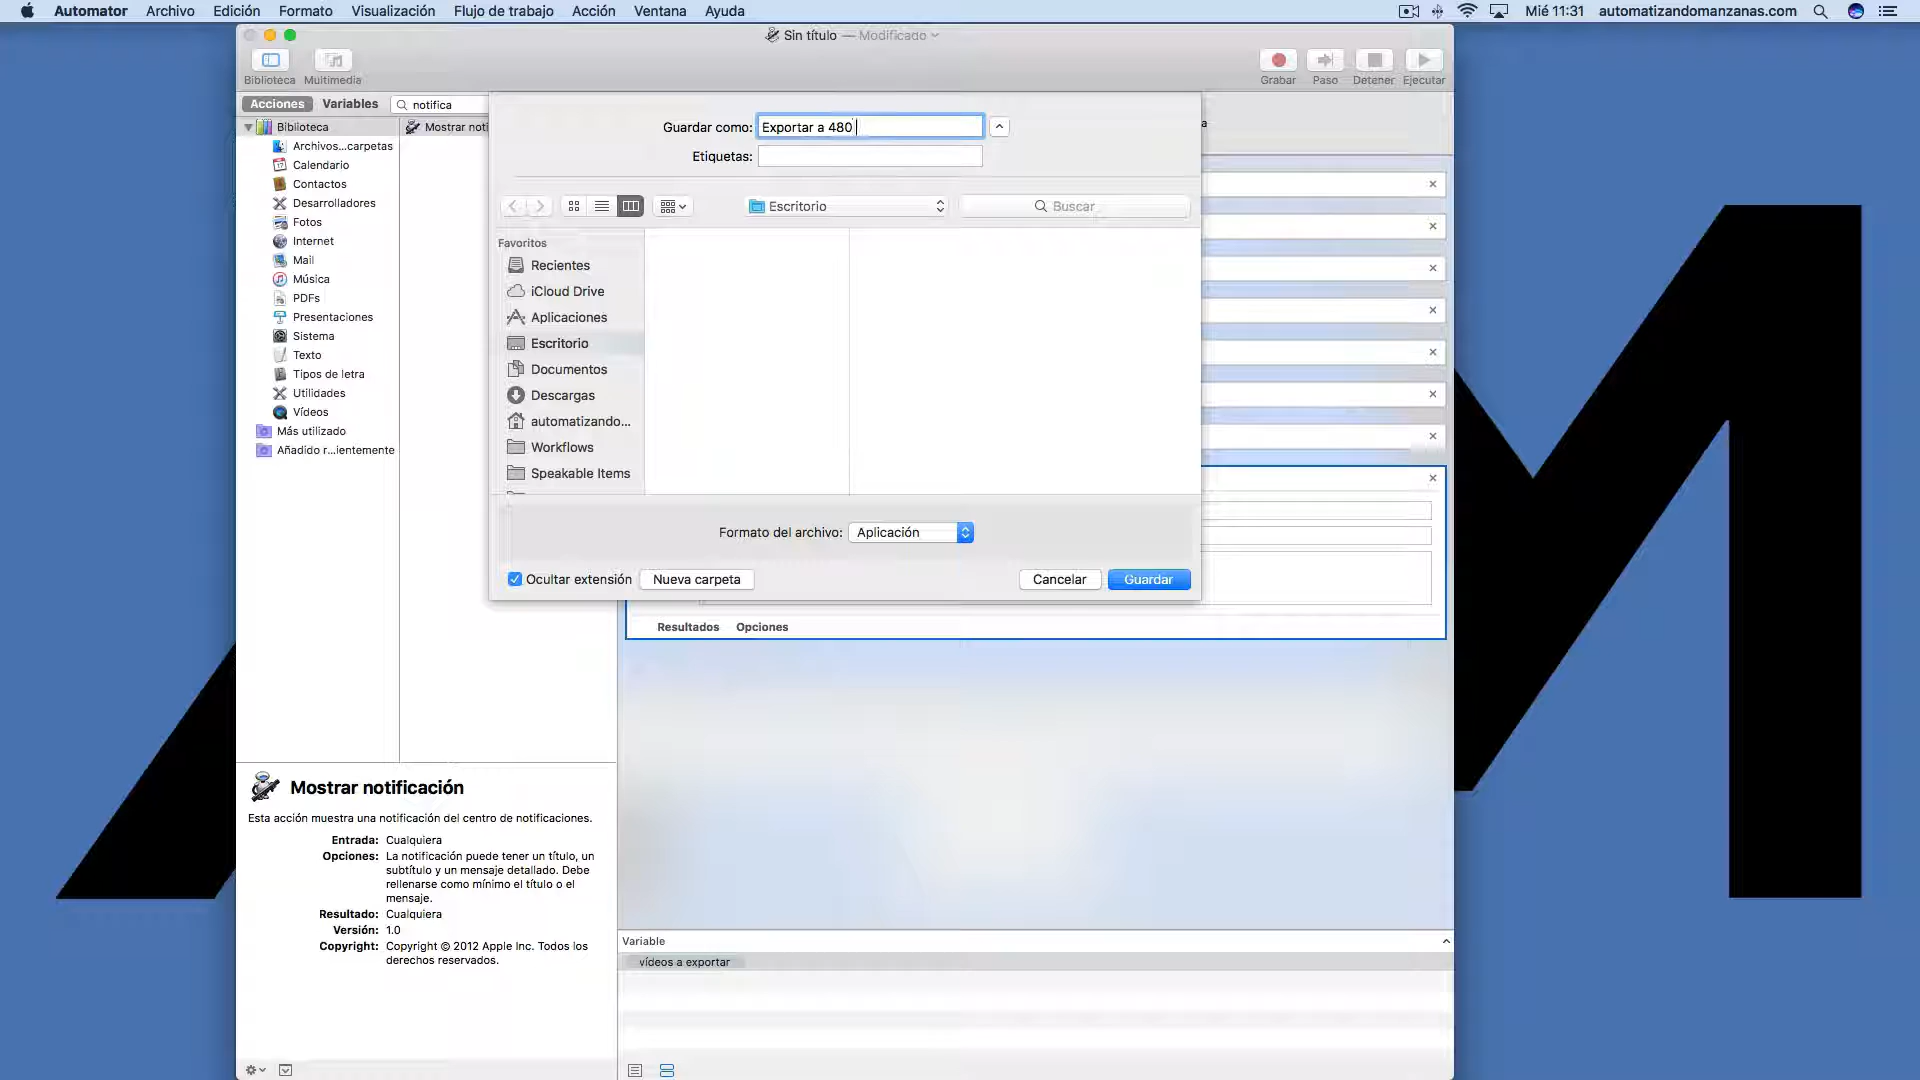 Automator Archivo Edición Formato Visualización Flujo de trabajo Acción Ventana Ayuda Mié 11:31 automatizandomanzanas.com
Sin título — Modificado
Biblioteca Multimedia Grabar Paso Detener Ejecutar
Acciones Variables notifica
Biblioteca
Archivos...carpetas
Calendario
Contactos
Desarrolladores
Fotos
Internet
Mail
Música
PDFs
Presentaciones
Sistema
Texto
Tipos de letra
Utilidades
Vídeos
Más utilizado
Añadido r...ientemente
Mostrar noti
Guardar como: Exportar a 480
Etiquetas:
Escritorio Buscar
Favoritos
Recientes
iCloud Drive
Aplicaciones
Escritorio
Documentos
Descargas
automatizando...
Workflows
Speakable Items
Formato del archivo: Aplicación
Ocultar extensión Nueva carpeta Cancelar Guardar
Resultados Opciones
Mostrar notificación
Esta acción muestra una notificación del centro de notificaciones.
Entrada: Cualquiera
Opciones: La notificación puede tener un título, un
subtítulo y un mensaje detallado. Debe
rellenarse como mínimo el título o el
mensaje.
Resultado: Cualquiera
Versión: 1.0
Copyright: Copyright © 2012 Apple Inc. Todos los
derechos reservados.
Variable
vídeos a exportar